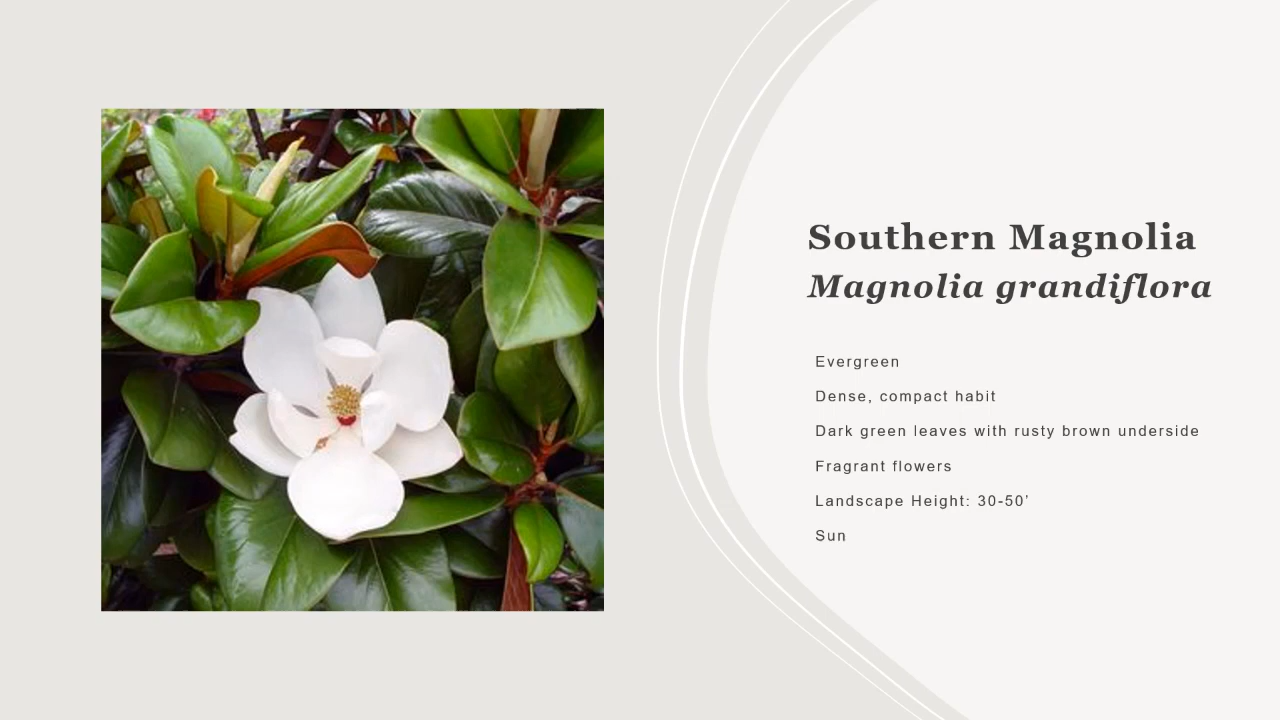 Southern Magnolia
Magnolia grandiflora
Evergreen
Dense, compact habit
Dark green leaves with rusty brown underside
Fragrant flowers
Landscape Height: 30-50’
Sun